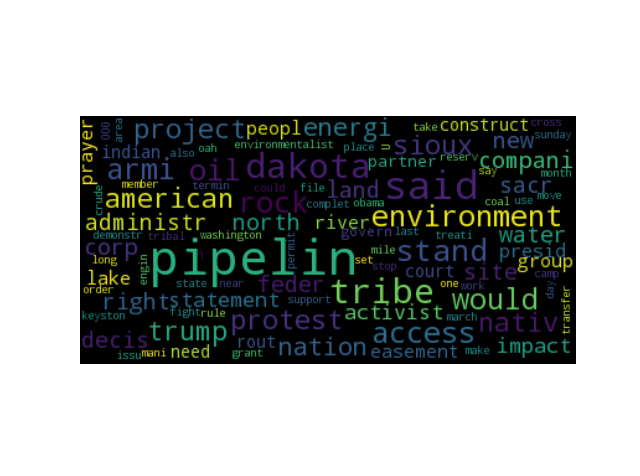 prayer 000 area project peopl energi take construct cross
environmentalist place u sioux new sunday
indian also oah partner reserv compani
armi oil dakota said say month
member termin could file land sacr coal use move
crude american rock complet obama
administr north river environment
demonstr tribal washington govern last treati water
corp pipelin permit mile stand presid
long engin set stop court site group
lake state near feder one work camp
order right statement support tribe would day transfer
keyston fight rule protest activist march nativ
decis trump rout access
issu mani need grant nation easement make impact